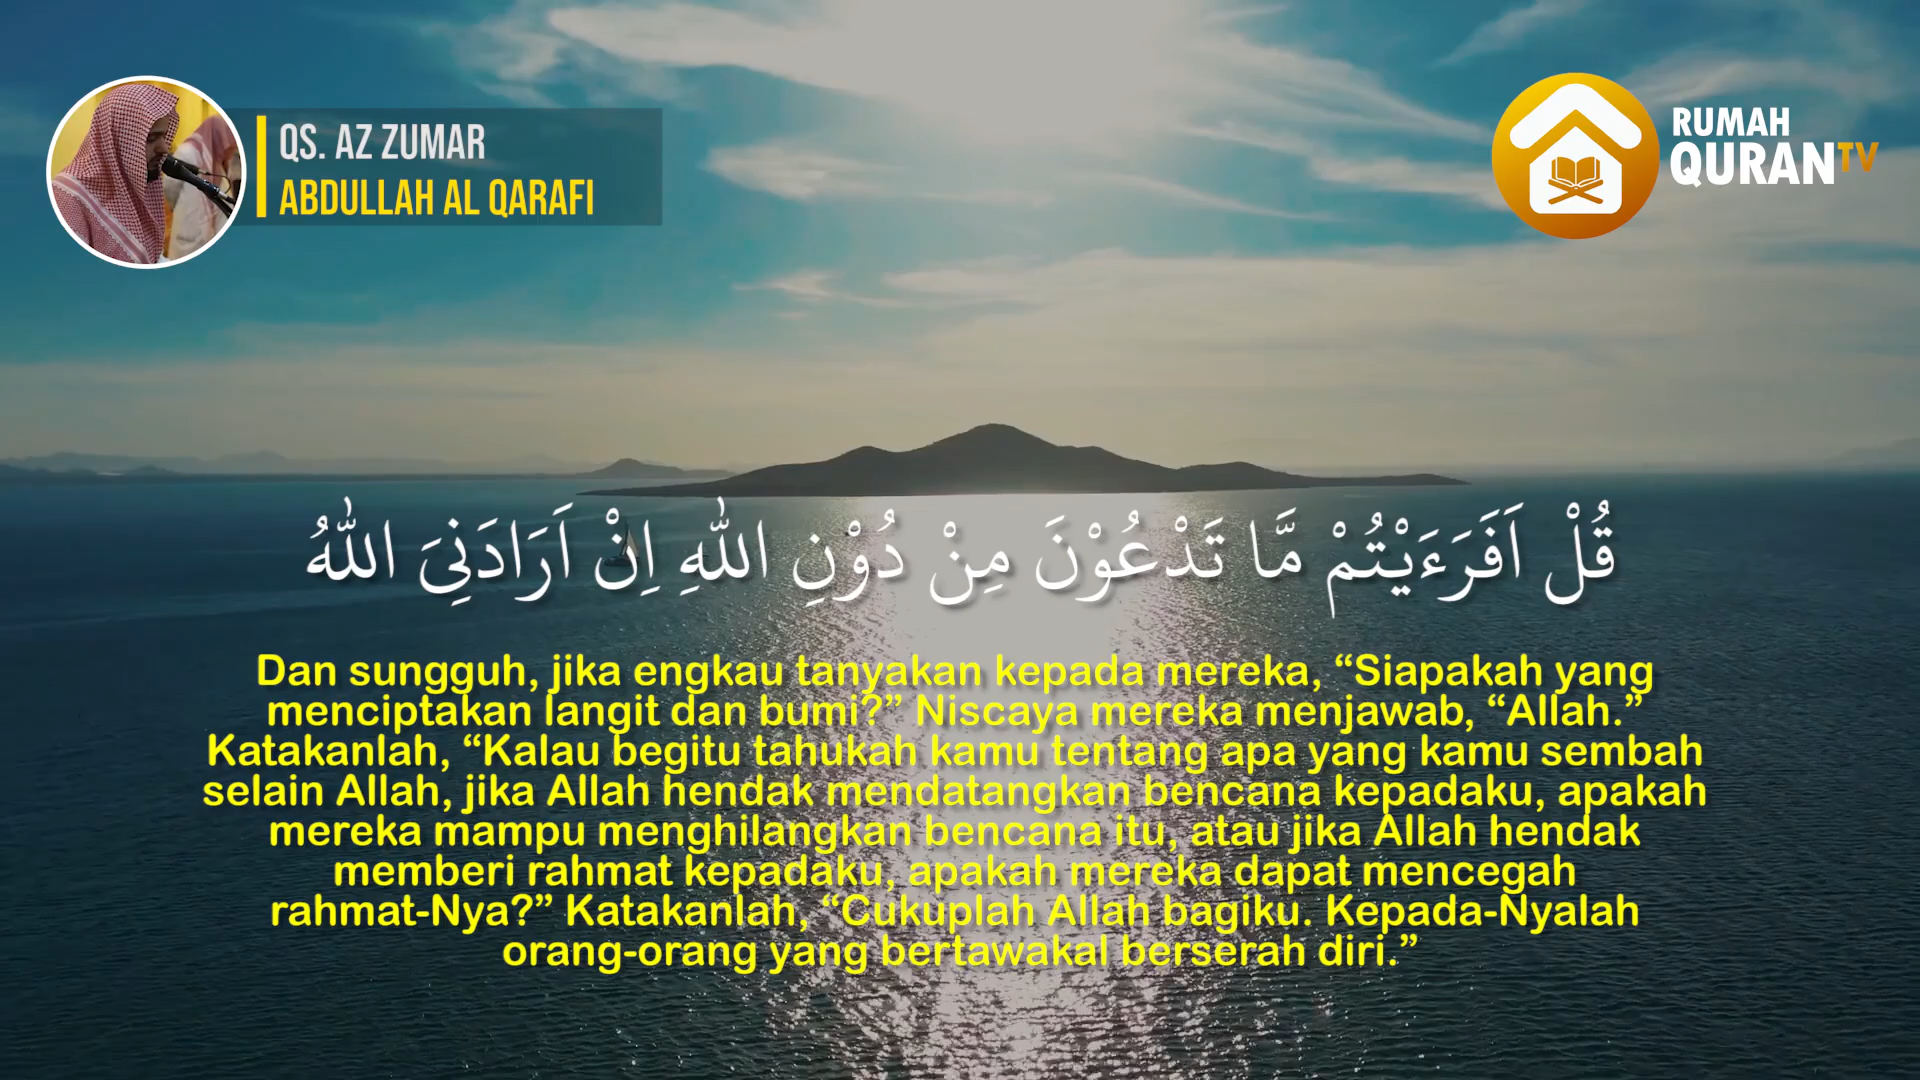 QS. AZ ZUMAR
ABDULLAH AL QARAFI
RUMAH
QURANTV
قُلْ اَفَرَءَيْتُمْ مَّا تَدْعُوْنَ مِنْ دُوْنِ اللّٰهِ اِنْ اَرَادَنِيَ اللّٰهُ
Dan sungguh, jika engkau tanyakan kepada mereka, “Siapakah yang
menciptakan langit dan bumi?” Niscaya mereka menjawab, “Allah.”
Katakanlah, “Kalau begitu tahukah kamu tentang apa yang kamu sembah
selain Allah, jika Allah hendak mendatangkan bencana kepadaku, apakah
mereka mampu menghilangkan bencana itu, atau jika Allah hendak
memberi rahmat kepadaku, apakah mereka dapat mencegah
rahmat-Nya?” Katakanlah, “Cukuplah Allah bagiku. Kepada-Nyalah
orang-orang yang bertawakal berserah diri.”